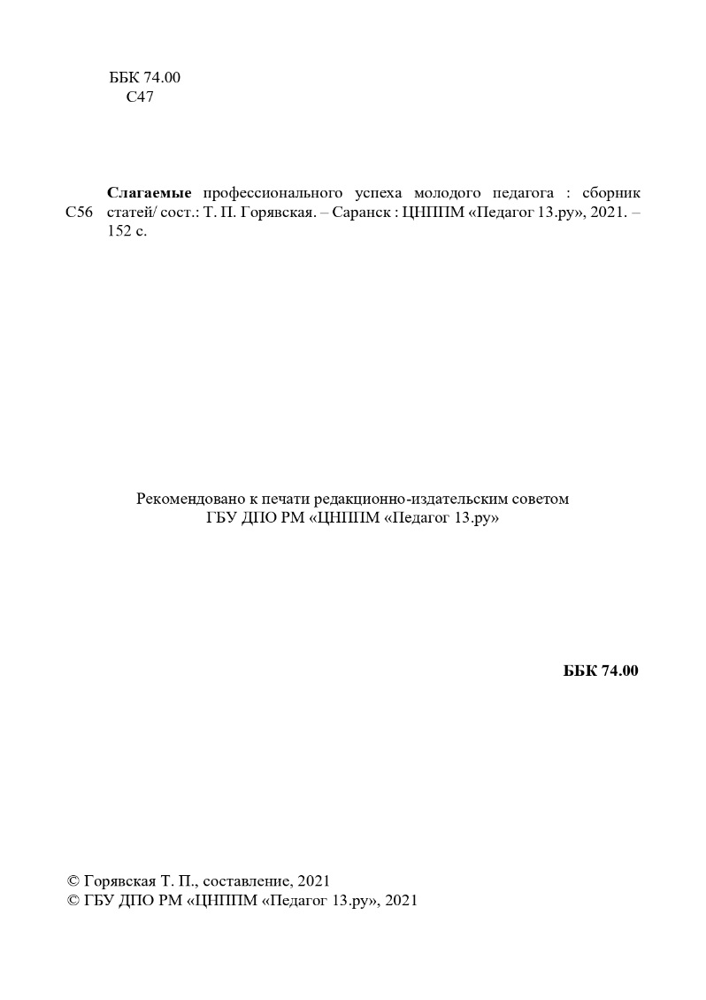 ББК 74.00
С47
Слагаемые профессионального успеха молодого педагога : сборник
С56 статей/ сост.: Т. П. Горявская. – Саранск : ЦНППМ «Педагог 13.ру», 2021. –
152 с.
Рекомендовано к печати редакционно-издательским советом
ГБУ ДПО РМ «ЦНППМ «Педагог 13.ру»
ББК 74.00
© Горявская Т. П., составление, 2021
© ГБУ ДПО РМ «ЦНППМ «Педагог 13.ру», 2021